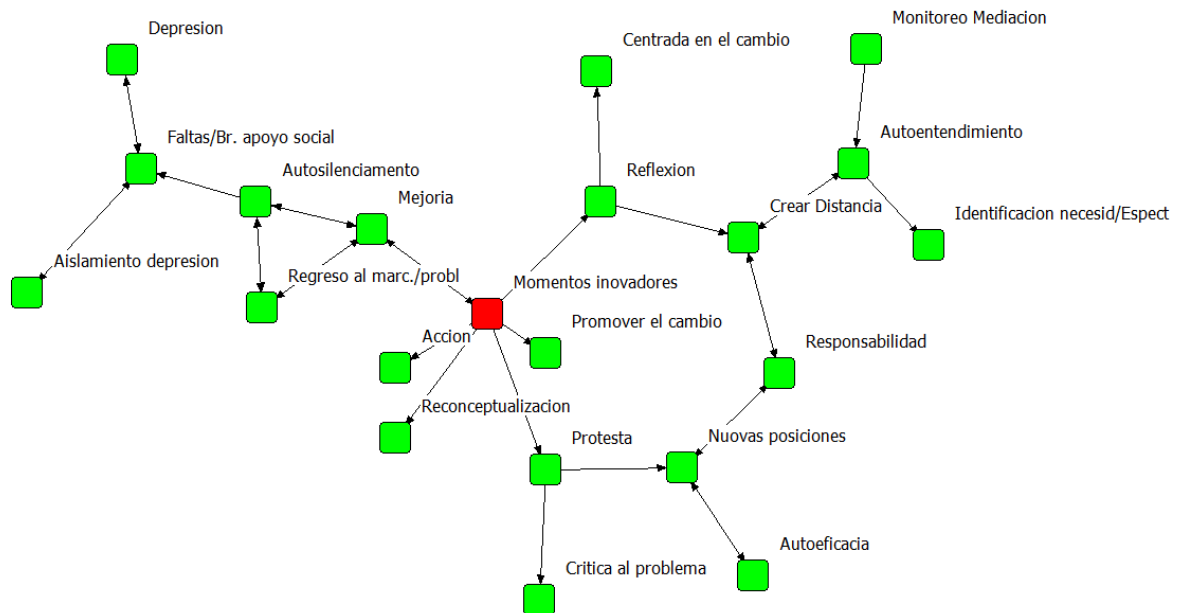 Monitoreo Mediacion
Depresion
Centrada en el cambio
Faltas/Br. apoyo social
Autoentendimiento
Autosilenciamento
Reflexion
Mejoria
Crear Distancia
Identificacion necesid/Espect
Aislamiento depresion
Regreso al marc./probl
Momentos inovadores
Promover el cambio
Accion
Responsabilidad
Reconceptualizacion
Protesta
Nuovas posiciones
Autoeficacia
Critica al problema